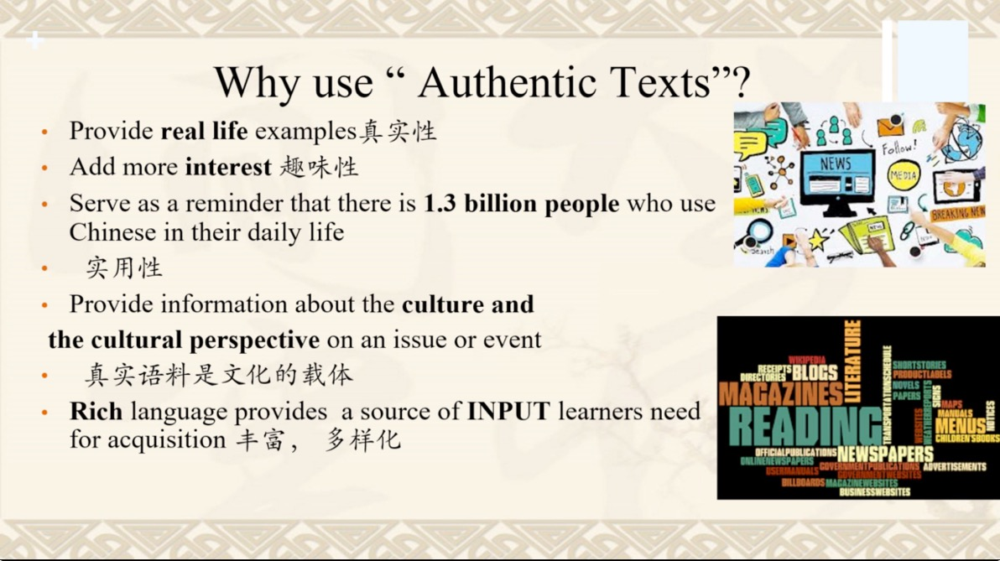 Why use “ Authentic Texts”?
• Provide real life examples真实性
• Add more interest 趣味性
• Serve as a reminder that there is 1.3 billion people who use
Chinese in their daily life
• 实用性
• Provide information about the culture and
the cultural perspective on an issue or event
• 真实语料是文化的载体
• Rich language provides a source of INPUT learners need
for acquisition 丰富， 多样化
NEWS
Follow!
MEDIA
BREAKING NEW
Search
NEWS
LITERATURE
WIKIPEDIA
RECEIPTS
DIRECTORIES
BLOGS
MAGAZINES
READING
TRANSPORTATIONSCHEDULE
SHORTSTORIES
PRODUCTLABELS
NOVELS
PAPERS
WEBSITES
WEATHERREPORTS
SIGNS
MAPS
MANUALS
MENUS
NOTICES
CHILDREN'SBOOKS
OFFICIALPUBLICATIONS
NEWSPAPERS
ONLINENEWSPAPERS
GOVERNMENTPUBLICATIONS
ADVERTISEMENTS
USERMANUALS
GOVERNMENTWEBSITES
BILLBOARDS
MAGAZINEWEBSITES
BUSINESSWEBSITES